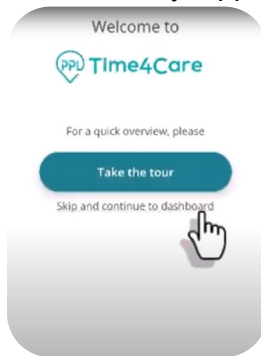 Welcome to
PPL Time4Care
For a quick overview, please
Take the tour
Skip and continue to dashboard